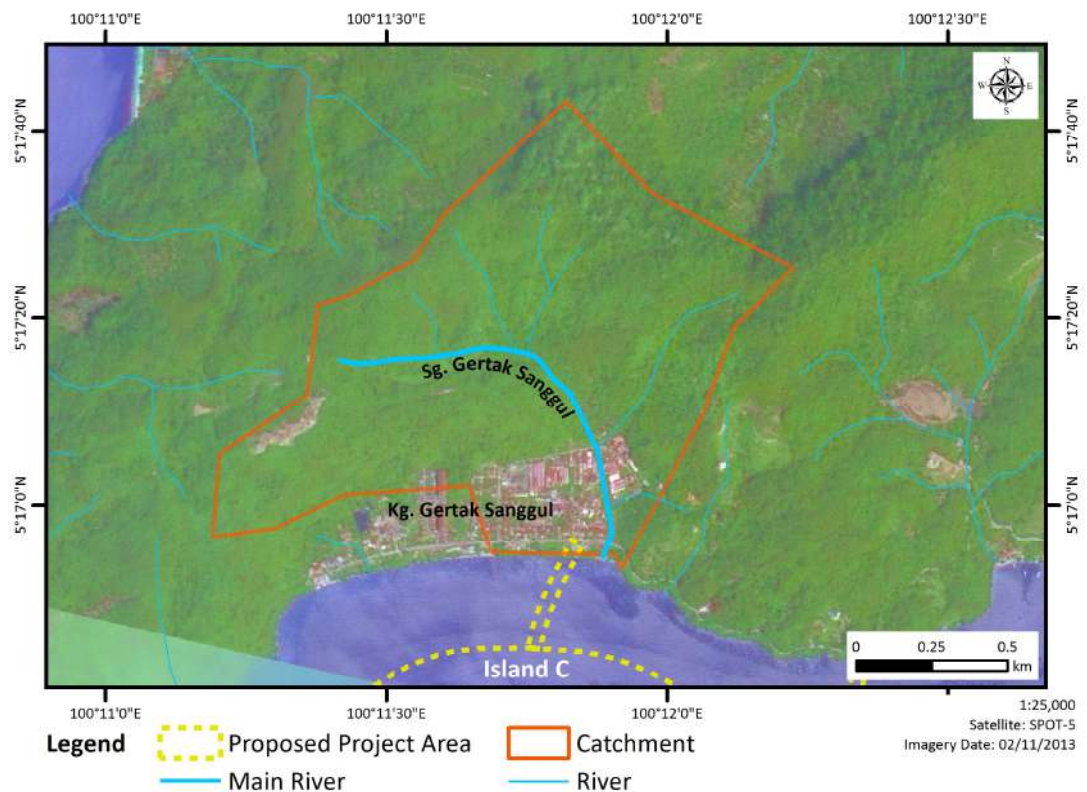 100°11'0"E 100°11'30"E 100°12'0"E 100°12'30"E
N
W E
S
5°17'40"N 5°17'40"N
5°17'20"N 5°17'20"N
Sg. Gertak Sanggul
5°17'0"N 5°17'0"N
Kg. Gertak Sanggul
Island C
0 0.25 0.5
km
100°11'0"E 100°11'30"E 100°12'0"E 100°12'30"E
1:25,000
Satellite: SPOT-5
Imagery Date: 02/11/2013
Legend Proposed Project Area Catchment
Main River River